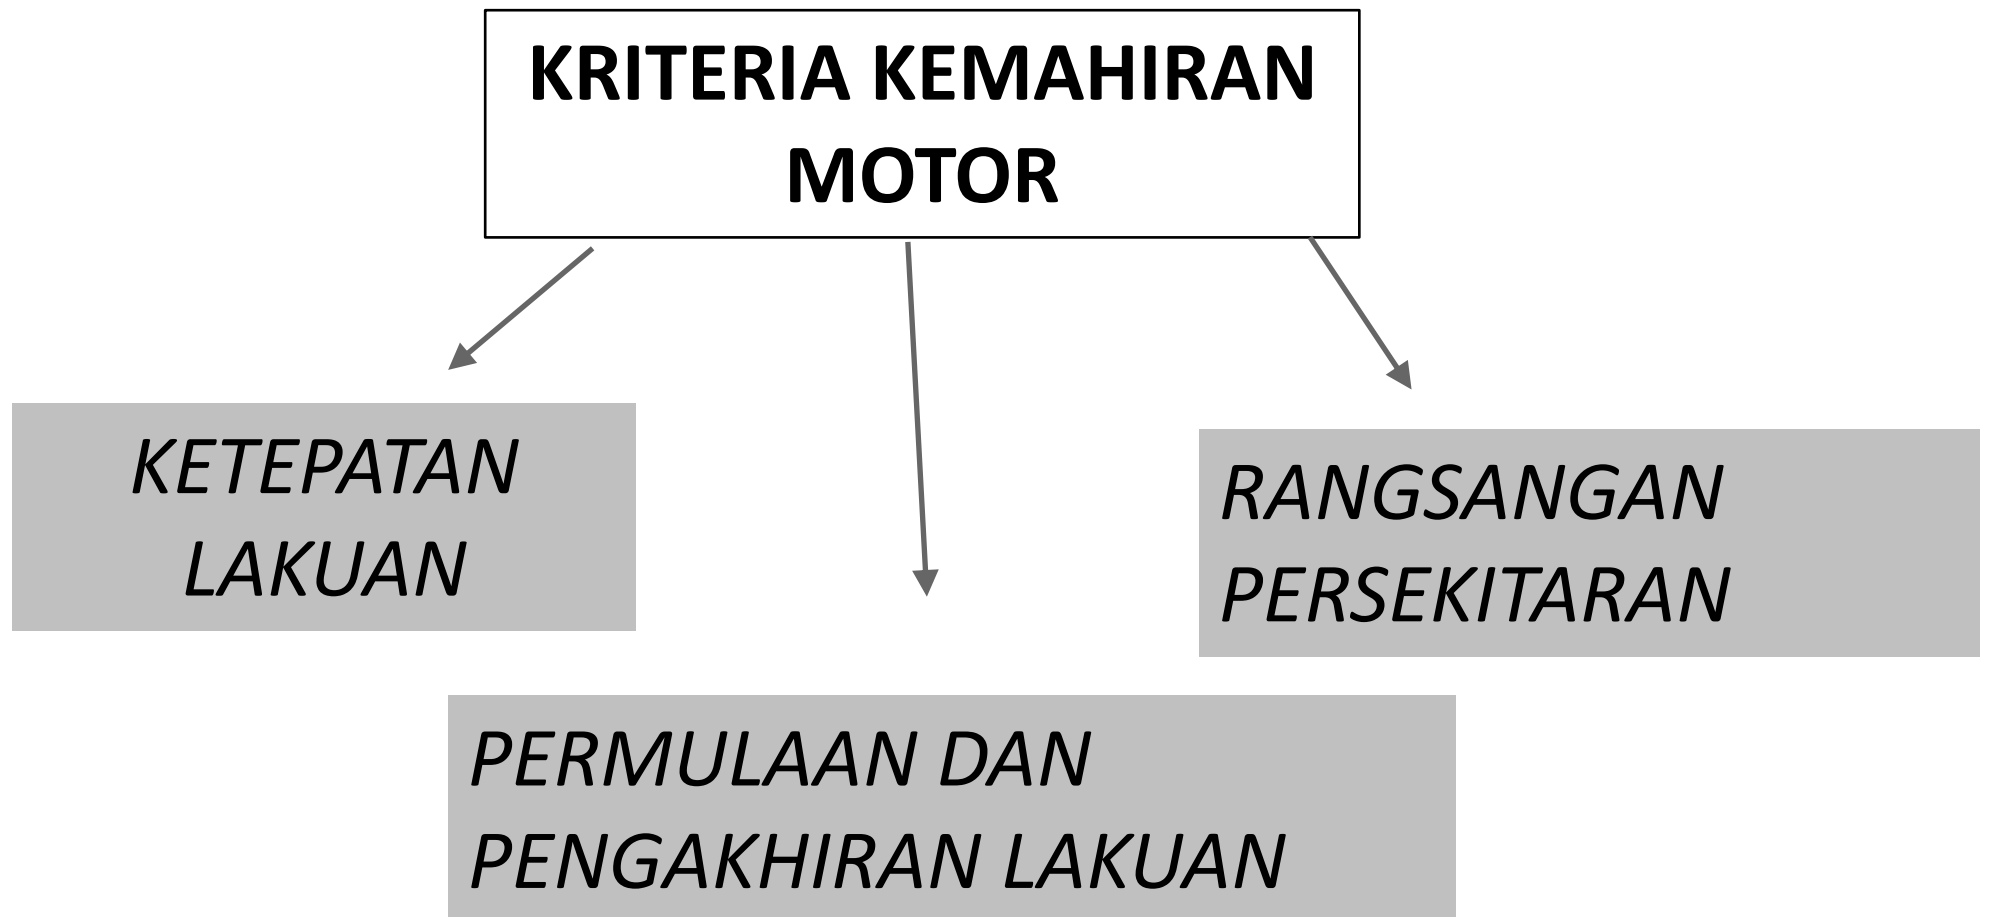 KRITERIA KEMAHIRAN
MOTOR
KETEPATAN
LAKUAN
RANGSANGAN
PERSEKITARAN
PERMULAAN DAN
PENGAKHIRAN LAKUAN